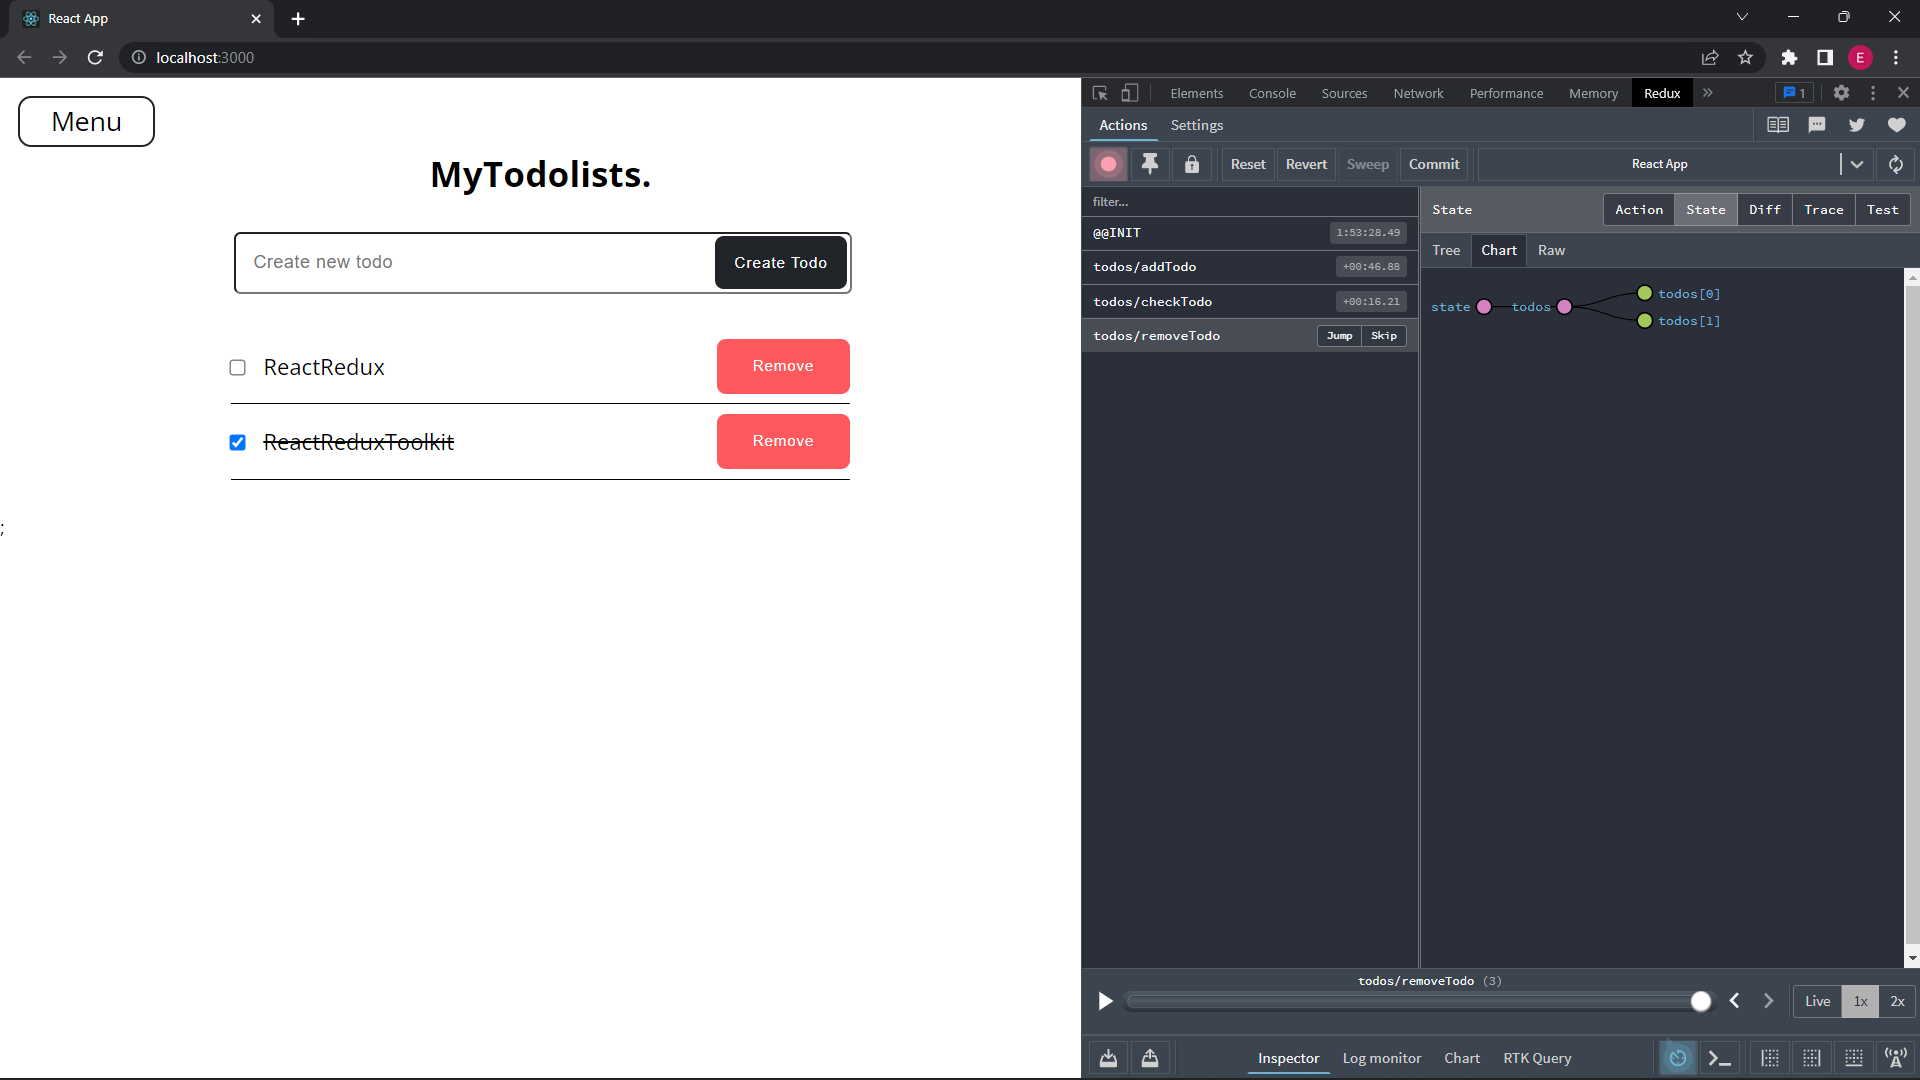 React App
localhost:3000
E
Menu
MyTodolists.
Create new todo
Create Todo
ReactRedux
Remove
ReactReduxToolkit
Remove
;
Elements Console Sources Network Performance Memory Redux » 1
Actions Settings
Reset Revert Sweep Commit React App
filter...
@@INIT 1:53:28.49
todos/addTodo +00:46.88
todos/checkTodo +00:16.21
todos/removeTodo Jump Skip
State Action State Diff Trace Test
Tree Chart Raw
state todos todos[0]
todos[1]
todos/removeTodo (3)
Live 1x 2x
Inspector Log monitor Chart RTK Query